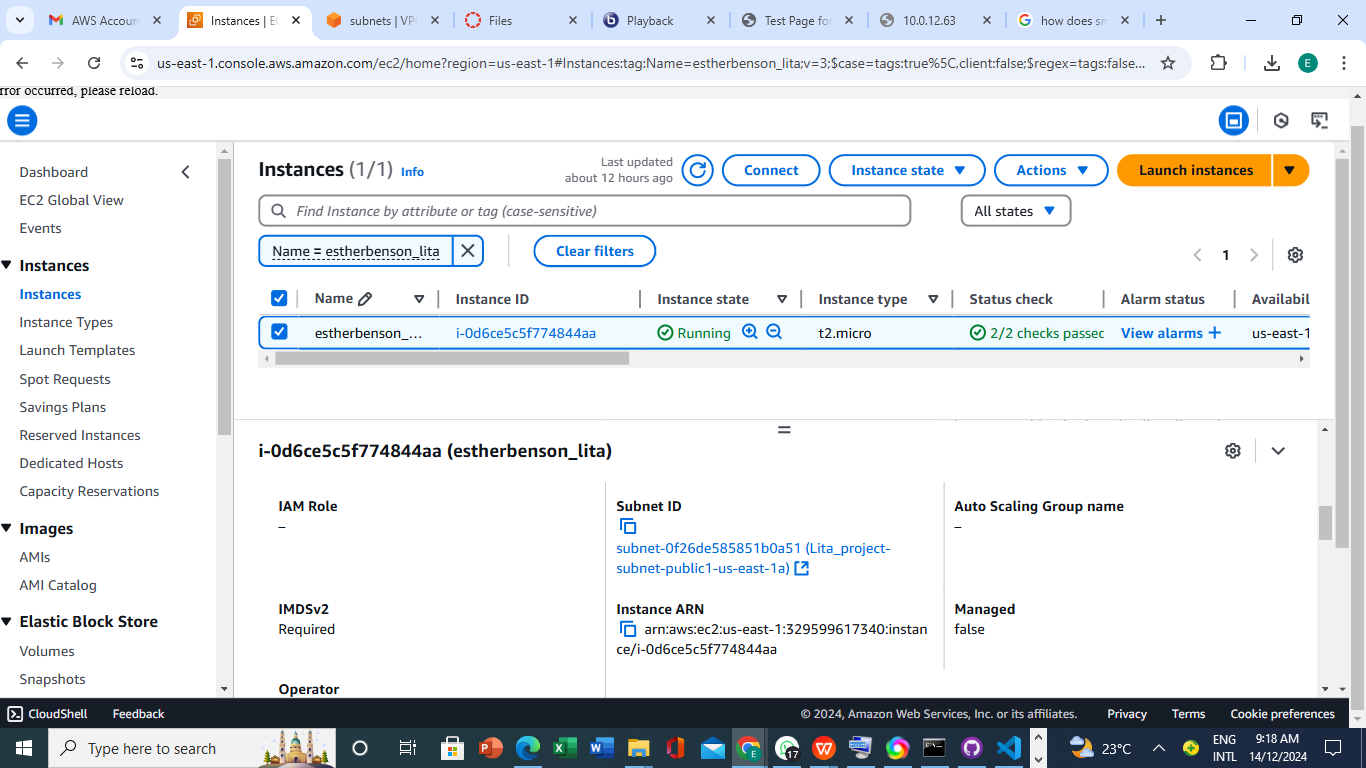 AWS Accoun
Instances | E
subnets | VP
Files
Playback
Test Page fo
10.0.12.63
how does sn
us-east-1.console.aws.amazon.com/ec2/home?region=us-east-1#Instances:tag:Name=estherbenson_lita;v=3;$case=tags:true%5C,client:false;$regex=tags:false...
E
rror occurred, please reload.
Dashboard
EC2 Global View
Events
Instances
Instances
Instance Types
Launch Templates
Spot Requests
Savings Plans
Reserved Instances
Dedicated Hosts
Capacity Reservations
Images
AMIs
AMI Catalog
Elastic Block Store
Volumes
Snapshots
Instances (1/1) Info
Last updated
about 12 hours ago
Connect
Instance state
Actions
Launch instances
Find Instance by attribute or tag (case-sensitive)
All states
Name = estherbenson_lita
Clear filters
1
Name Instance ID Instance state Instance type Status check Alarm status Availabil
estherbenson_... i-0d6ce5c5f774844aa Running t2.micro 2/2 checks passec View alarms + us-east-1
i-0d6ce5c5f774844aa (estherbenson_lita)
IAM Role
–
Subnet ID
subnet-0f26de585851b0a51 (Lita_project-
subnet-public1-us-east-1a)
Auto Scaling Group name
–
IMDSv2
Required
Instance ARN
arn:aws:ec2:us-east-1:329599617340:instan
ce/i-0d6ce5c5f774844aa
Managed
false
Operator
CloudShell
Feedback
© 2024, Amazon Web Services, Inc. or its affiliates.
Privacy
Terms
Cookie preferences
Type here to search
17
23°C
ENG
INTL
9:18 AM
14/12/2024